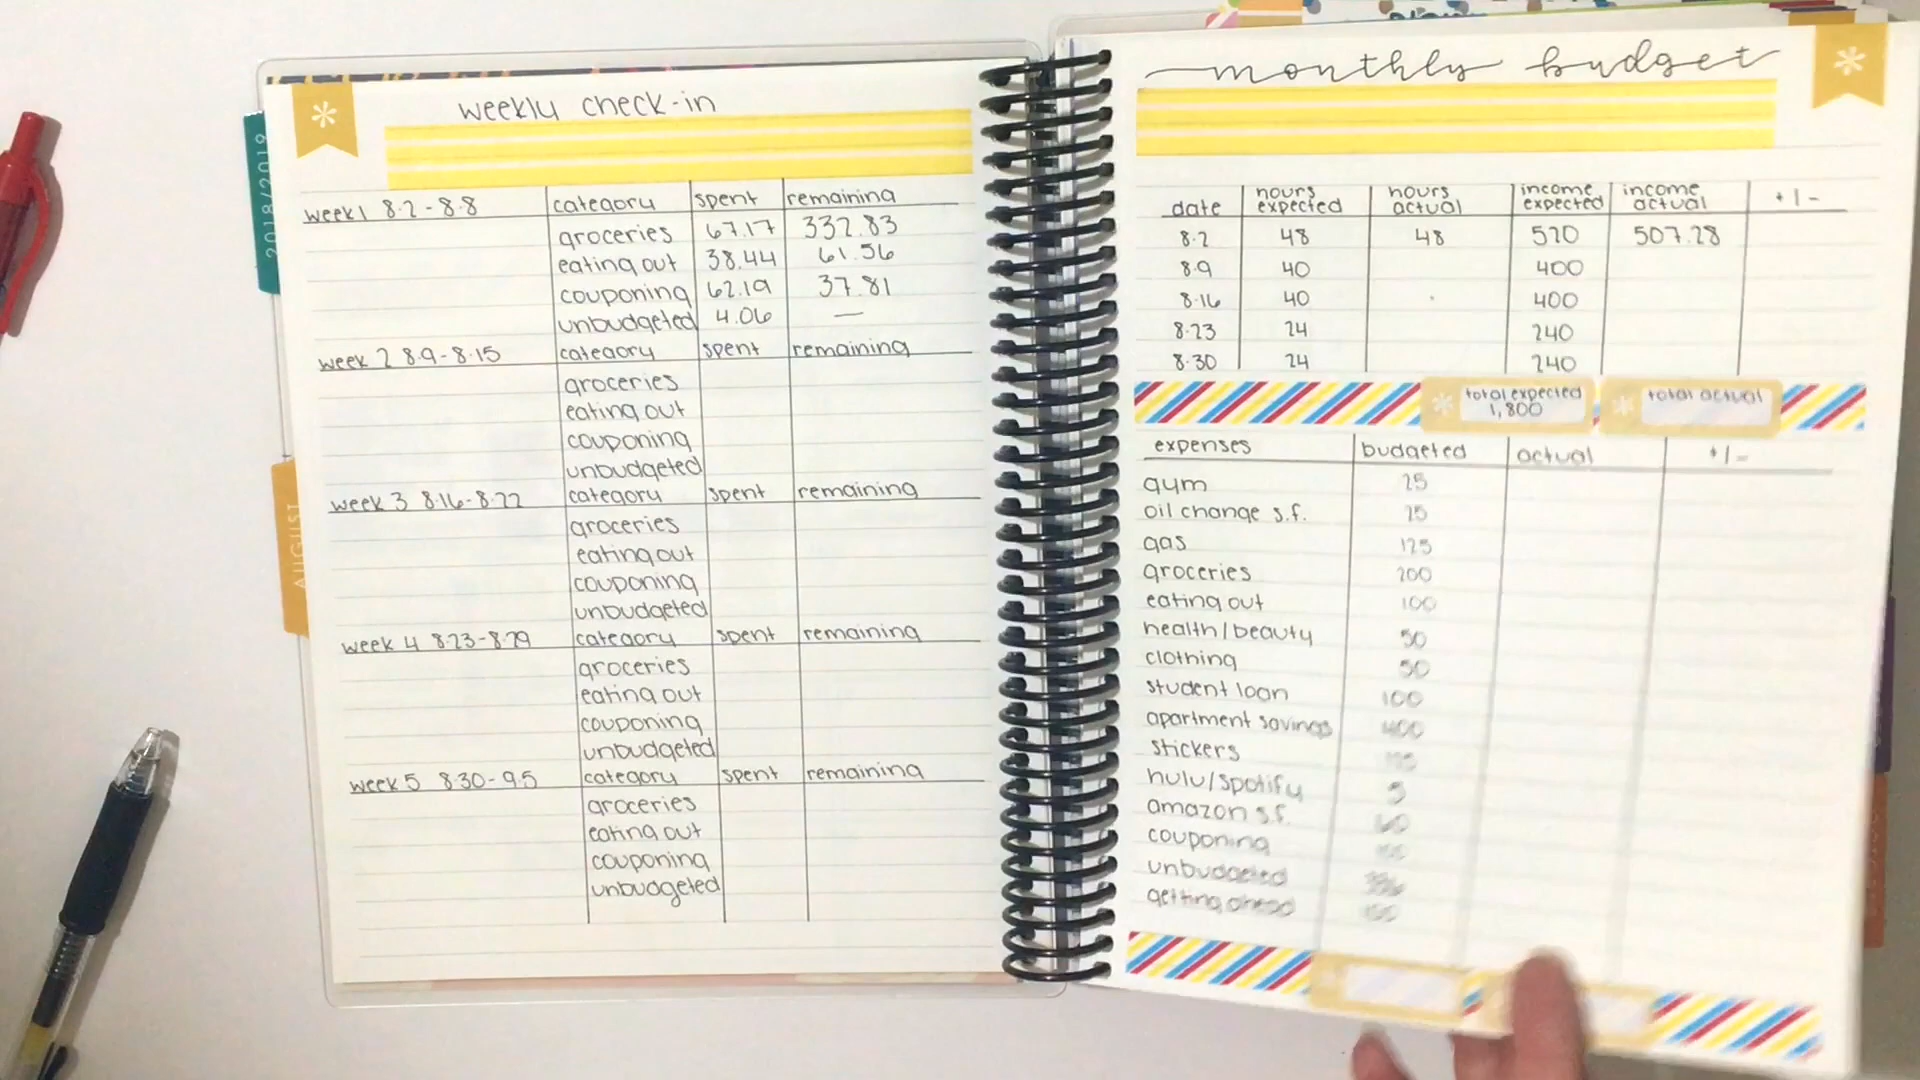 2018/2019
AUGUST
weekly check-in
week 1 8.2-8.8 category spent remaining
groceries 67.17 332.83
eating out 38.44 61.56
couponing 62.19 37.81
unbudgeted 4.06 —
week 2 8.9-8.15 category spent remaining
groceries
eating out
couponing
unbudgeted
week 3 8.16-8.22 category spent remaining
groceries
eating out
couponing
unbudgeted
week 4 8.23-8.29 category spent remaining
groceries
eating out
couponing
unbudgeted
week 5 8.30-9.5 category spent remaining
groceries
eating out
couponing
unbudgeted
monthly budget
date hours expected hours actual income expected income actual +/-
8.2 48 48 520 507.28
8.9 40 400
8.16 40 400
8.23 24 240
8.30 24 240
total expected 1,800 total actual
expenses budgeted actual +/-
gym 25
oil change s.f. 25
gas 125
groceries 200
eating out 100
health/beauty 50
clothing 50
student loan 100
apartment savings 400
stickers
hulu/spotify 5
amazon s.f. 60
couponing
unbudgeted
getting ahead